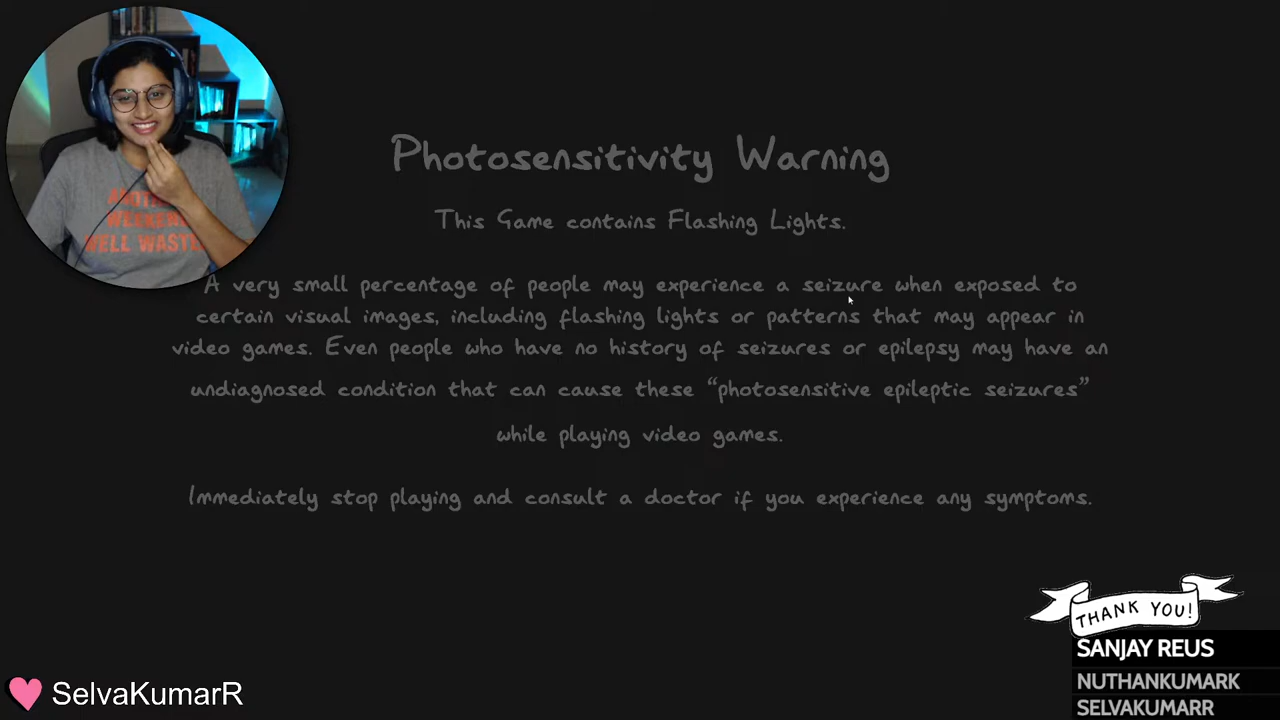 Photosensitivity Warning
This Game contains Flashing Lights.
A very small percentage of people may experience a seizure when exposed to
certain visual images, including flashing lights or patterns that may appear in
video games. Even people who have no history of seizures or epilepsy may have an
undiagnosed condition that can cause these “photosensitive epileptic seizures”
while playing video games.
Immediately stop playing and consult a doctor if you experience any symptoms.
WEEKEND
WELL WASTED
THANK YOU!
SANJAY REUS
NUTHANKUMARK
SELVAKUMARR
SelvaKumarR